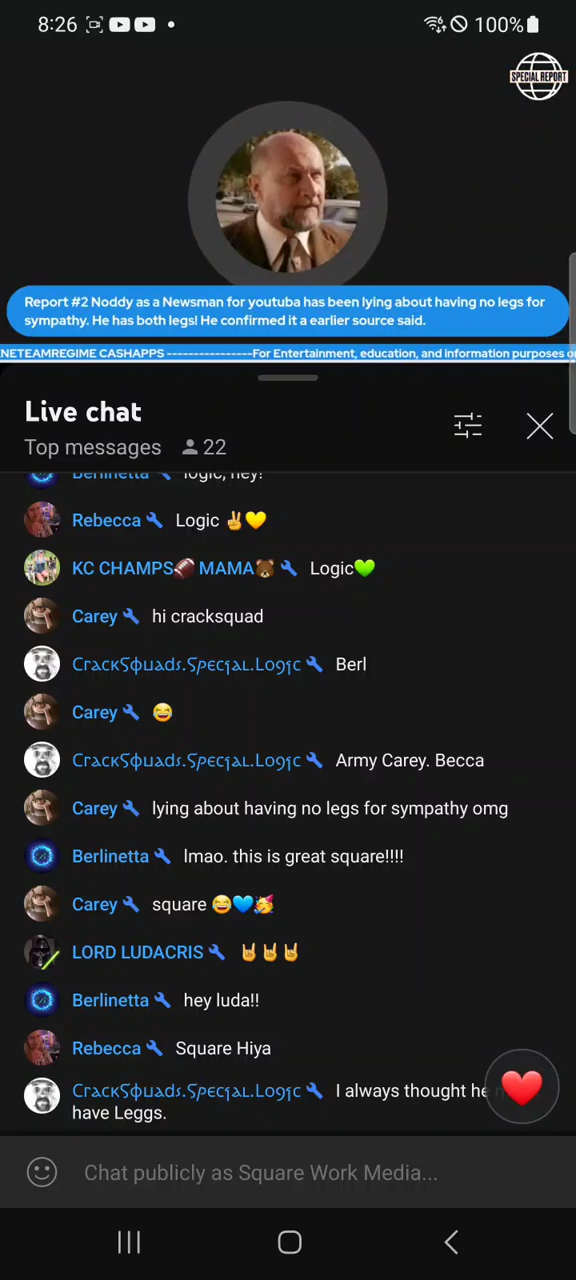 8:26
100%
SPECIAL REPORT
Report #2 Noddy as a Newsman for youtuba has been lying about having no legs for
sympathy. He has both legs! He confirmed it a earlier source said.
NETEAMREGIME CASHAPPS ----------------For Entertainment, education, and information purposes
Live chat
Top messages 22
Berlinetta logic, hey!
Rebecca Logic ✌️💛
KC CHAMPS🏈 MAMA🐻 Logic💚
Carey hi cracksquad
CracкSquads.Special.Logic Berl
Carey 😂
CracкSquads.Special.Logic Army Carey. Becca
Carey lying about having no legs for sympathy omg
Berlinetta lmao. this is great square!!!!
Carey square 😂💙🥳
LORD LUDACRIS 🤘🤘🤘
Berlinetta hey luda!!
Rebecca Square Hiya
CracкSquads.Special.Logic I always thought he
have Leggs.
Chat publicly as Square Work Media...